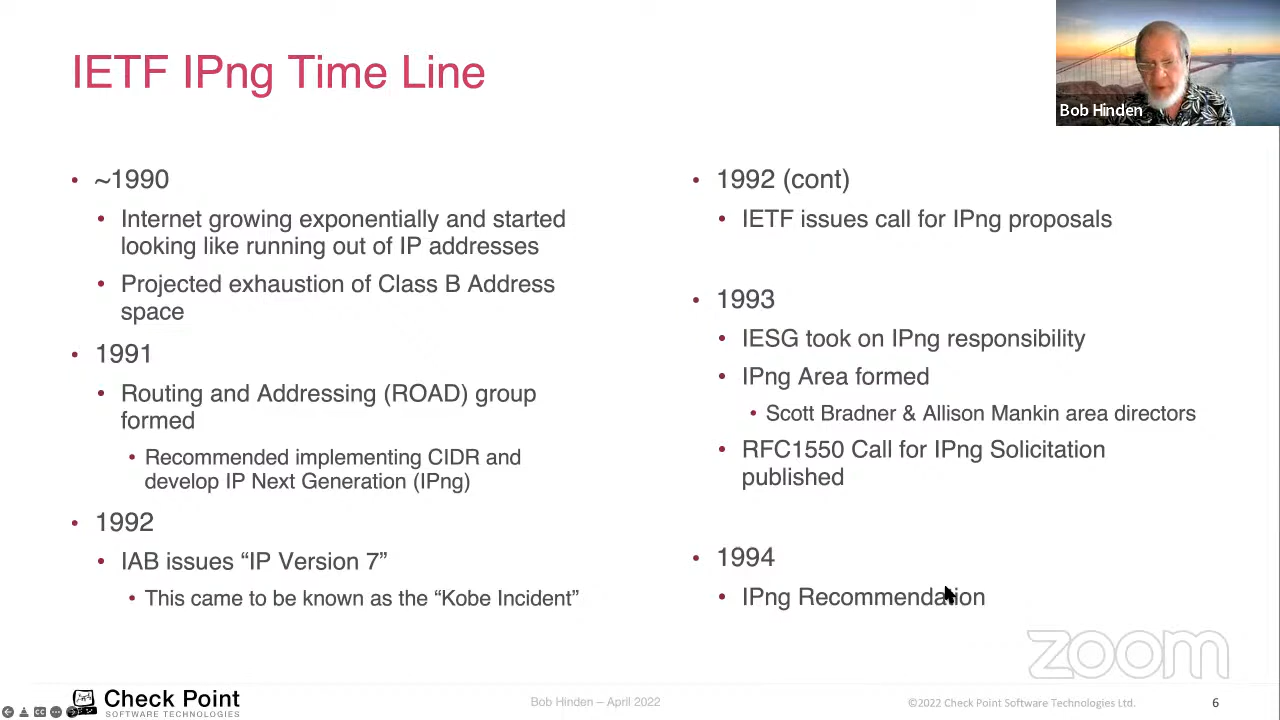 IETF IPng Time Line
Bob Hinden
• ~1990
• Internet growing exponentially and started
looking like running out of IP addresses
• Projected exhaustion of Class B Address
space
• 1991
• Routing and Addressing (ROAD) group
formed
• Recommended implementing CIDR and
develop IP Next Generation (IPng)
• 1992
• IAB issues “IP Version 7”
• This came to be known as the “Kobe Incident”
• 1992 (cont)
• IETF issues call for IPng proposals
• 1993
• IESG took on IPng responsibility
• IPng Area formed
• Scott Bradner & Allison Mankin area directors
• RFC1550 Call for IPng Solicitation
published
• 1994
• IPng Recommendation
zoom
Check Point
SOFTWARE TECHNOLOGIES
Bob Hinden – April 2022
©2022 Check Point Software Technologies Ltd.
6